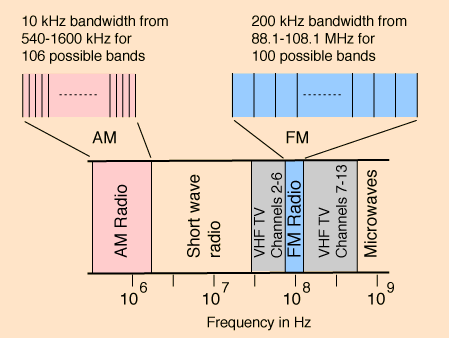 10 kHz bandwidth from
540-1600 kHz for
106 possible bands
200 kHz bandwidth from
88.1-108.1 MHz for
100 possible bands
AM
FM
AM Radio
Short wave
radio
VHF TV
Channels 2-6
FM Radio
VHF TV
Channels 7-13
Microwaves
10^6
10^7
10^8
10^9
Frequency in Hz